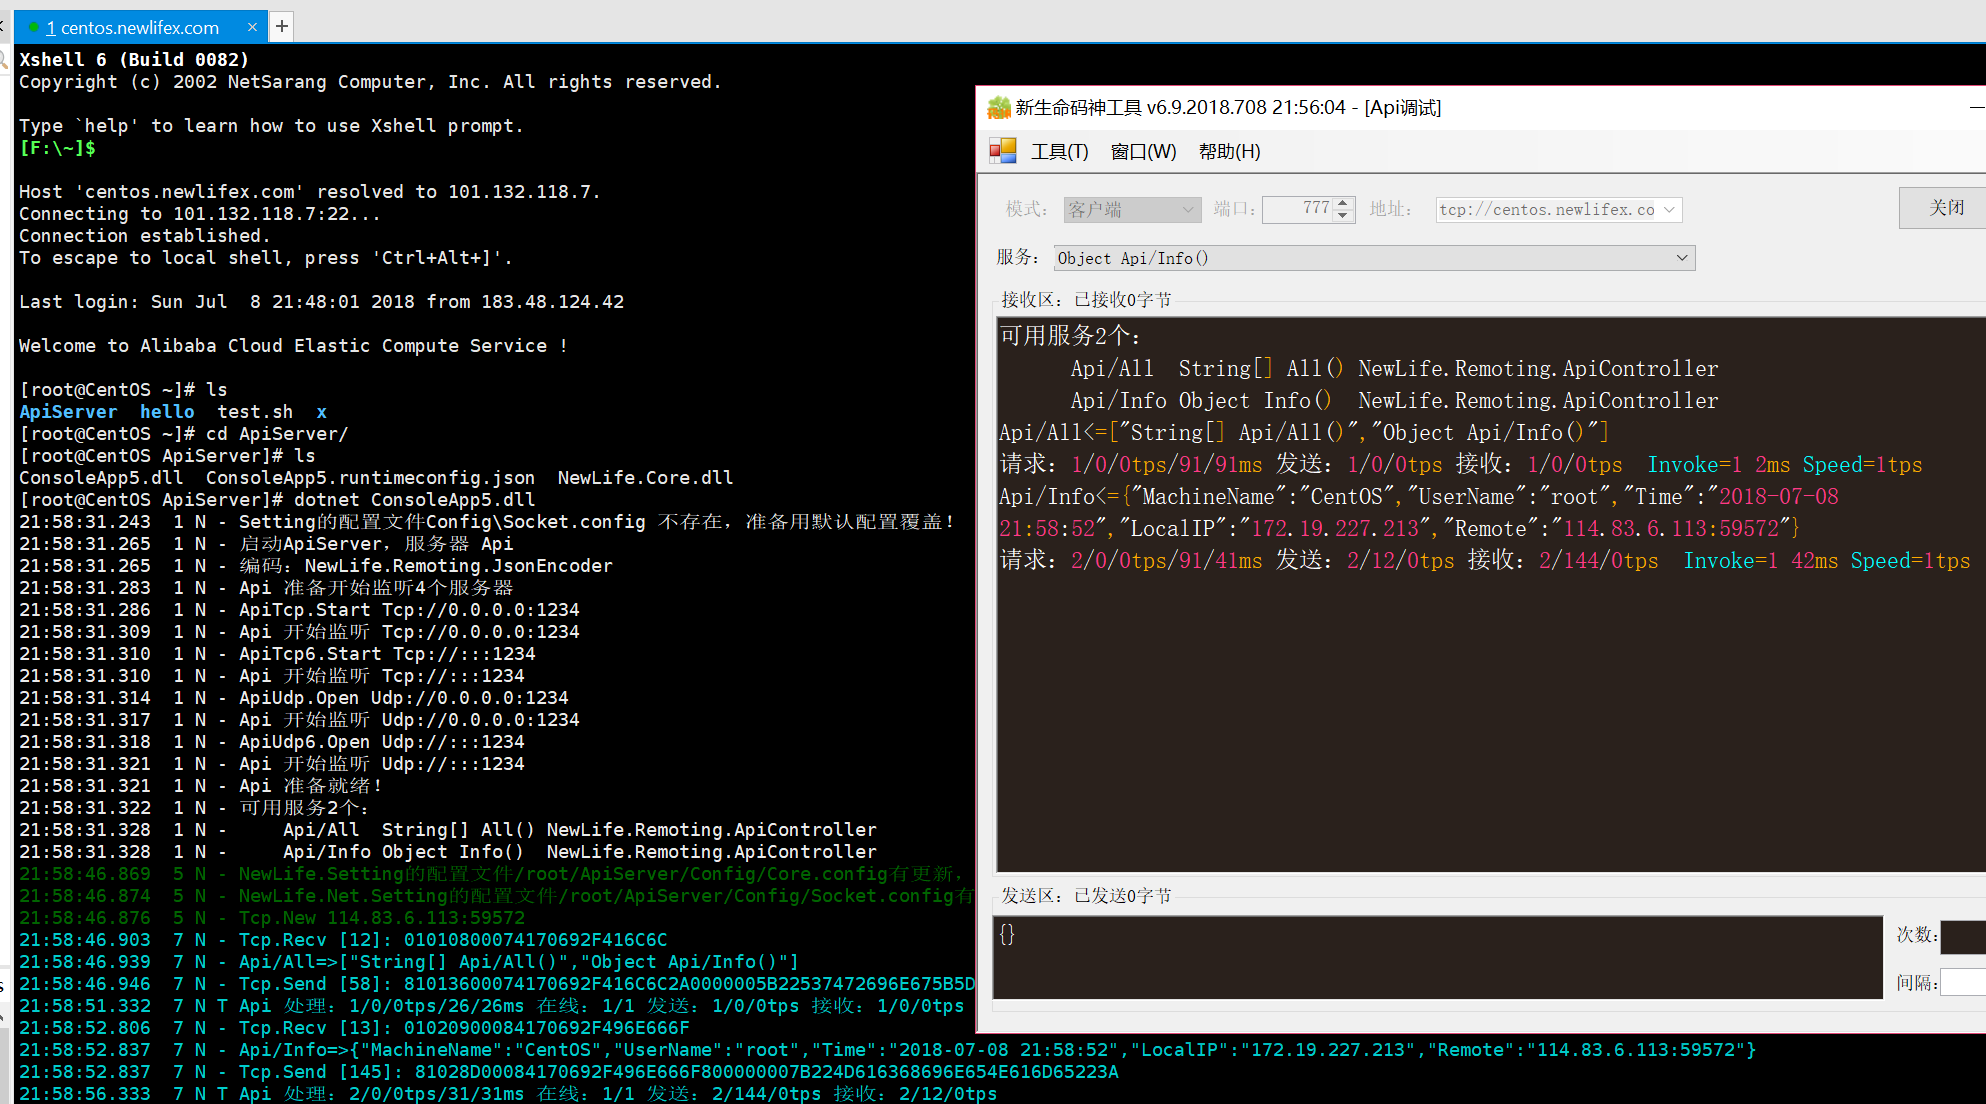 1 centos.newlifex.com × +
Xshell 6 (Build 0082)
Copyright (c) 2002 NetSarang Computer, Inc. All rights reserved.
Type `help' to learn how to use Xshell prompt.
[F:\~]$
Host 'centos.newlifex.com' resolved to 101.132.118.7.
Connecting to 101.132.118.7:22...
Connection established.
To escape to local shell, press 'Ctrl+Alt+]'.
Last login: Sun Jul  8 21:48:01 2018 from 183.48.124.42
Welcome to Alibaba Cloud Elastic Compute Service !
[root@CentOS ~]# ls
ApiServer  hello  test.sh  x
[root@CentOS ~]# cd ApiServer/
[root@CentOS ApiServer]# ls
ConsoleApp5.dll  ConsoleApp5.runtimeconfig.json  NewLife.Core.dll
[root@CentOS ApiServer]# dotnet ConsoleApp5.dll
21:58:31.243  1 N - Setting的配置文件Config\Socket.config 不存在，准备用默认配置覆盖！
21:58:31.265  1 N - 启动ApiServer，服务器 Api
21:58:31.265  1 N - 编码：NewLife.Remoting.JsonEncoder
21:58:31.283  1 N - Api 准备开始监听4个服务器
21:58:31.286  1 N - ApiTcp.Start Tcp://0.0.0.0:1234
21:58:31.309  1 N - Api 开始监听 Tcp://0.0.0.0:1234
21:58:31.310  1 N - ApiTcp6.Start Tcp://:::1234
21:58:31.310  1 N - Api 开始监听 Tcp://:::1234
21:58:31.314  1 N - ApiUdp.Open Udp://0.0.0.0:1234
21:58:31.317  1 N - Api 开始监听 Udp://0.0.0.0:1234
21:58:31.318  1 N - ApiUdp6.Open Udp://:::1234
21:58:31.321  1 N - Api 开始监听 Udp://:::1234
21:58:31.321  1 N - Api 准备就绪！
21:58:31.322  1 N - 可用服务2个：
21:58:31.328  1 N -     Api/All  String[] All() NewLife.Remoting.ApiController
21:58:31.328  1 N -     Api/Info Object Info()  NewLife.Remoting.ApiController
21:58:46.869  5 N - NewLife.Setting的配置文件/root/ApiServer/Config/Core.config有更新，
21:58:46.874  5 N - NewLife.Net.Setting的配置文件/root/ApiServer/Config/Socket.config有
21:58:46.876  5 N - Tcp.New 114.83.6.113:59572
21:58:46.903  7 N - Tcp.Recv [12]: 01010800074170692F416C6C
21:58:46.939  7 N - Api/All=>["String[] Api/All()","Object Api/Info()"]
21:58:46.946  7 N - Tcp.Send [58]: 81013600074170692F416C6C2A0000005B22537472696E675B5D
21:58:51.332  7 N T Api 处理：1/0/0tps/26/26ms 在线：1/1 发送：1/0/0tps 接收：1/0/0tps
21:58:52.806  7 N - Tcp.Recv [13]: 01020900084170692F496E666F
21:58:52.837  7 N - Api/Info=>{"MachineName":"CentOS","UserName":"root","Time":"2018-07-08 21:58:52","LocalIP":"172.19.227.213","Remote":"114.83.6.113:59572"}
21:58:52.837  7 N - Tcp.Send [145]: 81028D00084170692F496E666F800000007B224D616368696E654E616D65223A
21:58:56.333  7 N T Api 处理：2/0/0tps/31/31ms 在线：1/1 发送：2/144/0tps 接收：2/12/0tps
新生命码神工具 v6.9.2018.708 21:56:04 - [Api调试]
工具(T) 窗口(W) 帮助(H)
模式： 客户端 端口： 777 地址： tcp://centos.newlifex.co 关闭
服务： Object Api/Info()
接收区：已接收0字节
可用服务2个：
Api/All  String[] All() NewLife.Remoting.ApiController
Api/Info Object Info()  NewLife.Remoting.ApiController
Api/All<=["String[] Api/All()","Object Api/Info()"]
请求：1/0/0tps/91/91ms 发送：1/0/0tps 接收：1/0/0tps  Invoke=1 2ms Speed=1tps
Api/Info<={"MachineName":"CentOS","UserName":"root","Time":"2018-07-08
21:58:52","LocalIP":"172.19.227.213","Remote":"114.83.6.113:59572"}
请求：2/0/0tps/91/41ms 发送：2/12/0tps 接收：2/144/0tps  Invoke=1 42ms Speed=1tps
发送区：已发送0字节
{}
次数：
间隔：